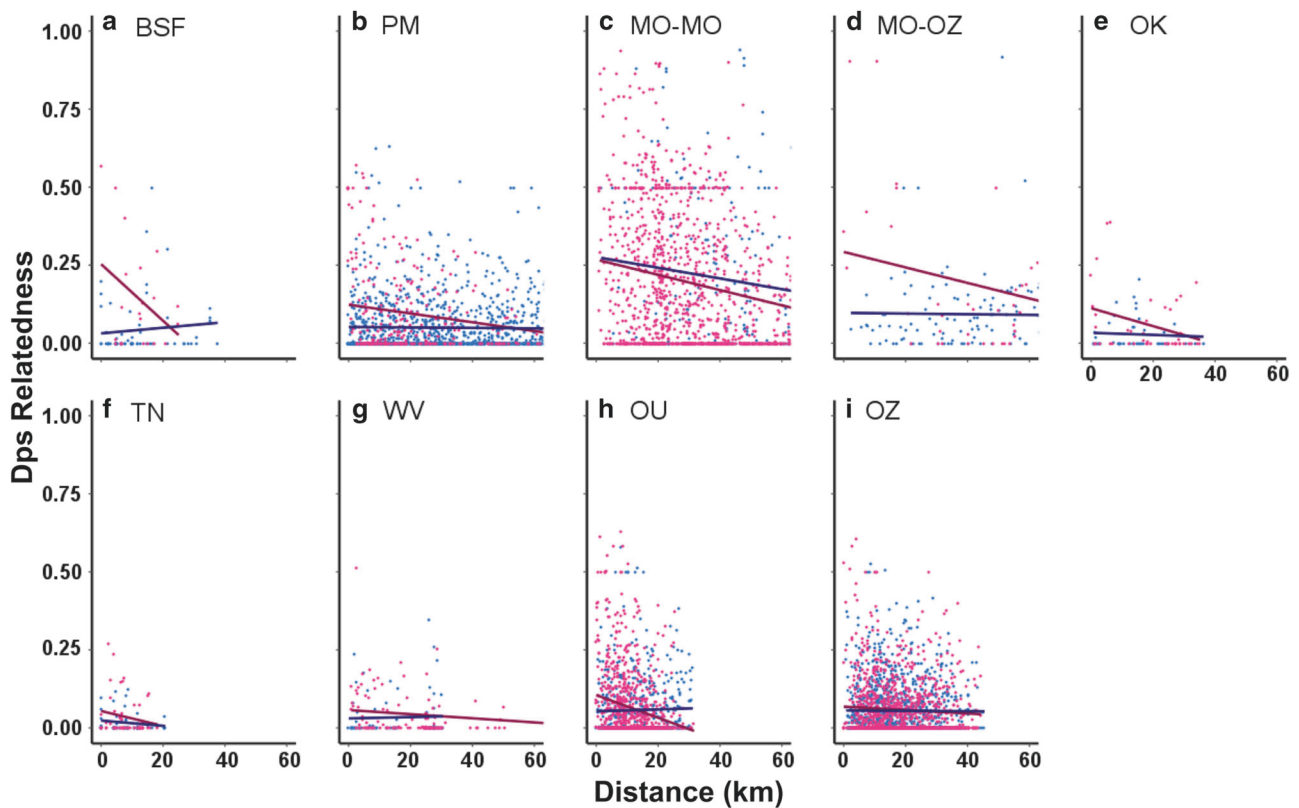 a BSF
b PM
c MO-MO
d MO-OZ
e OK
1.00
0.75
0.50
0.25
0.00
0 20 40 60
f TN
g WV
h OU
i OZ
1.00
0.75
0.50
0.25
0.00
0 20 40 60
0 20 40 60
0 20 40 60
0 20 40 60
Dps Relatedness
Distance (km)